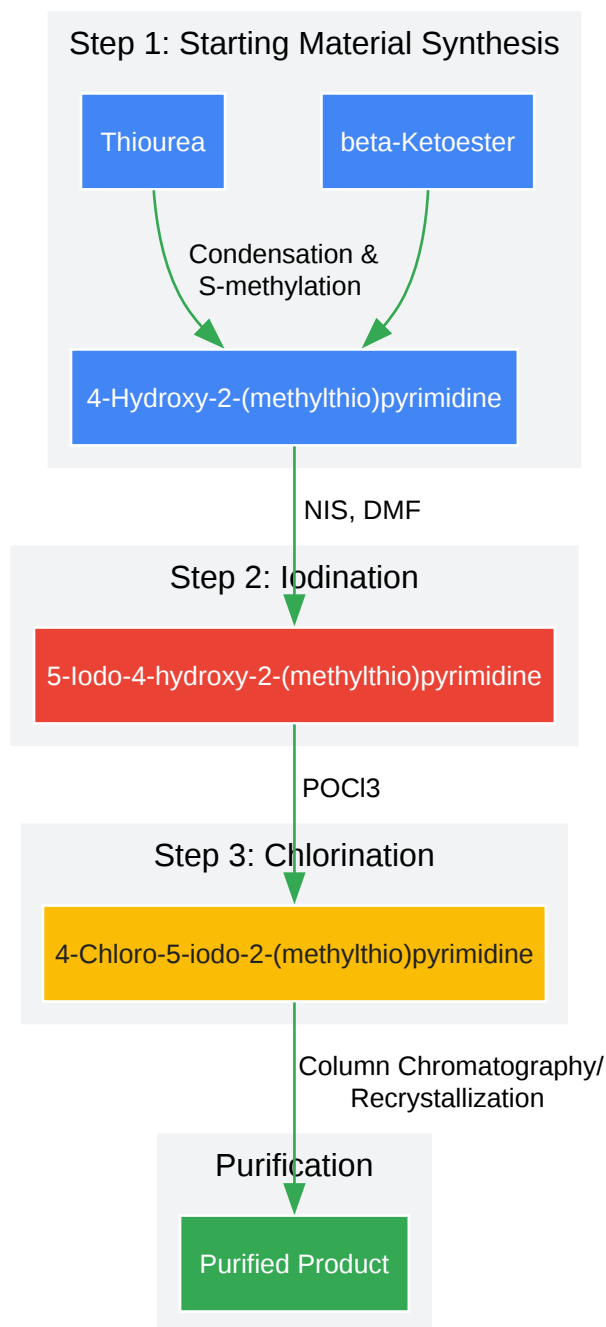 Step 1: Starting Material Synthesis
Thiourea
beta-Ketoester
Condensation &
S-methylation
4-Hydroxy-2-(methylthio)pyrimidine
NIS, DMF
Step 2: Iodination
5-Iodo-4-hydroxy-2-(methylthio)pyrimidine
POCl3
Step 3: Chlorination
4-Chloro-5-iodo-2-(methylthio)pyrimidine
Column Chromatography/
Recrystallization
Purification
Purified Product